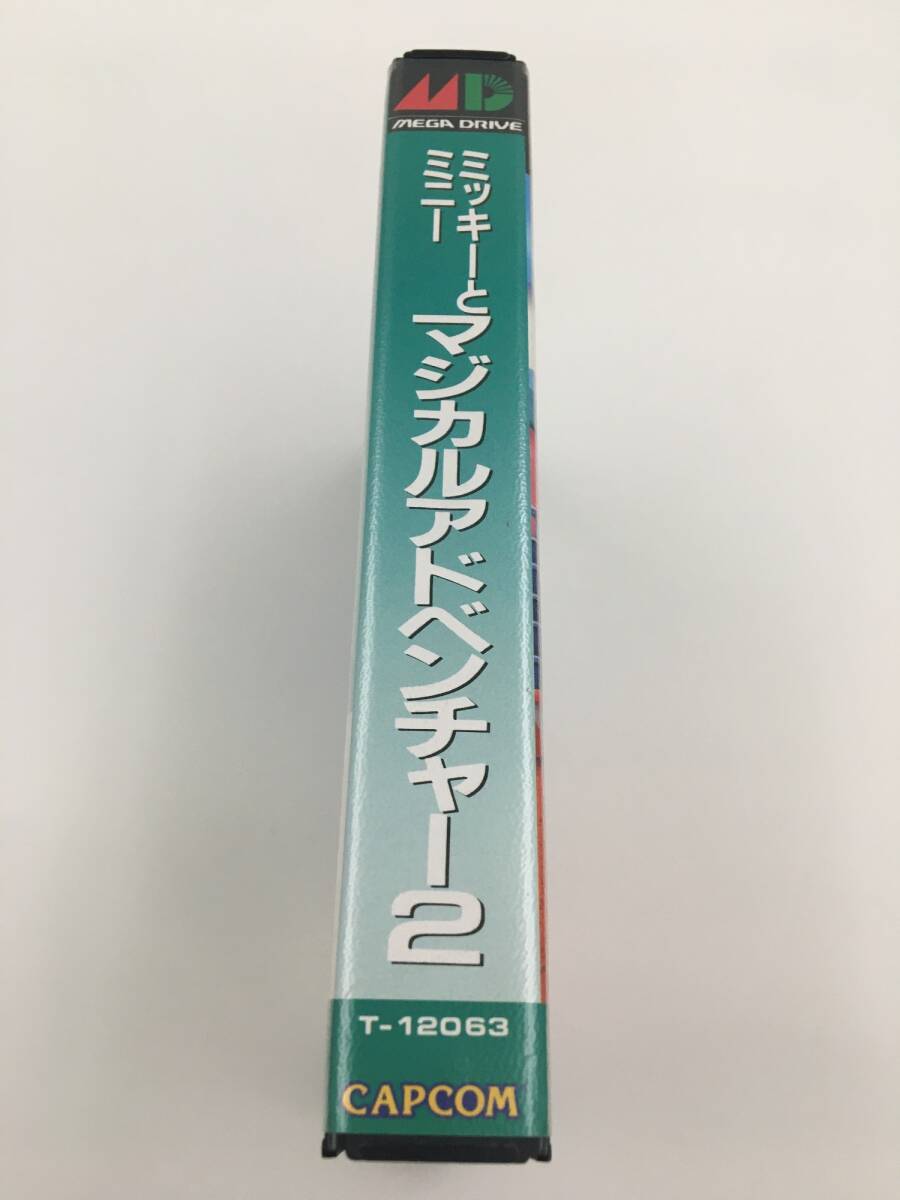 MD
MEGA DRIVE
ミッキーと
ミニー
マジカルアドベンチャー2
T-12063
CAPCOM